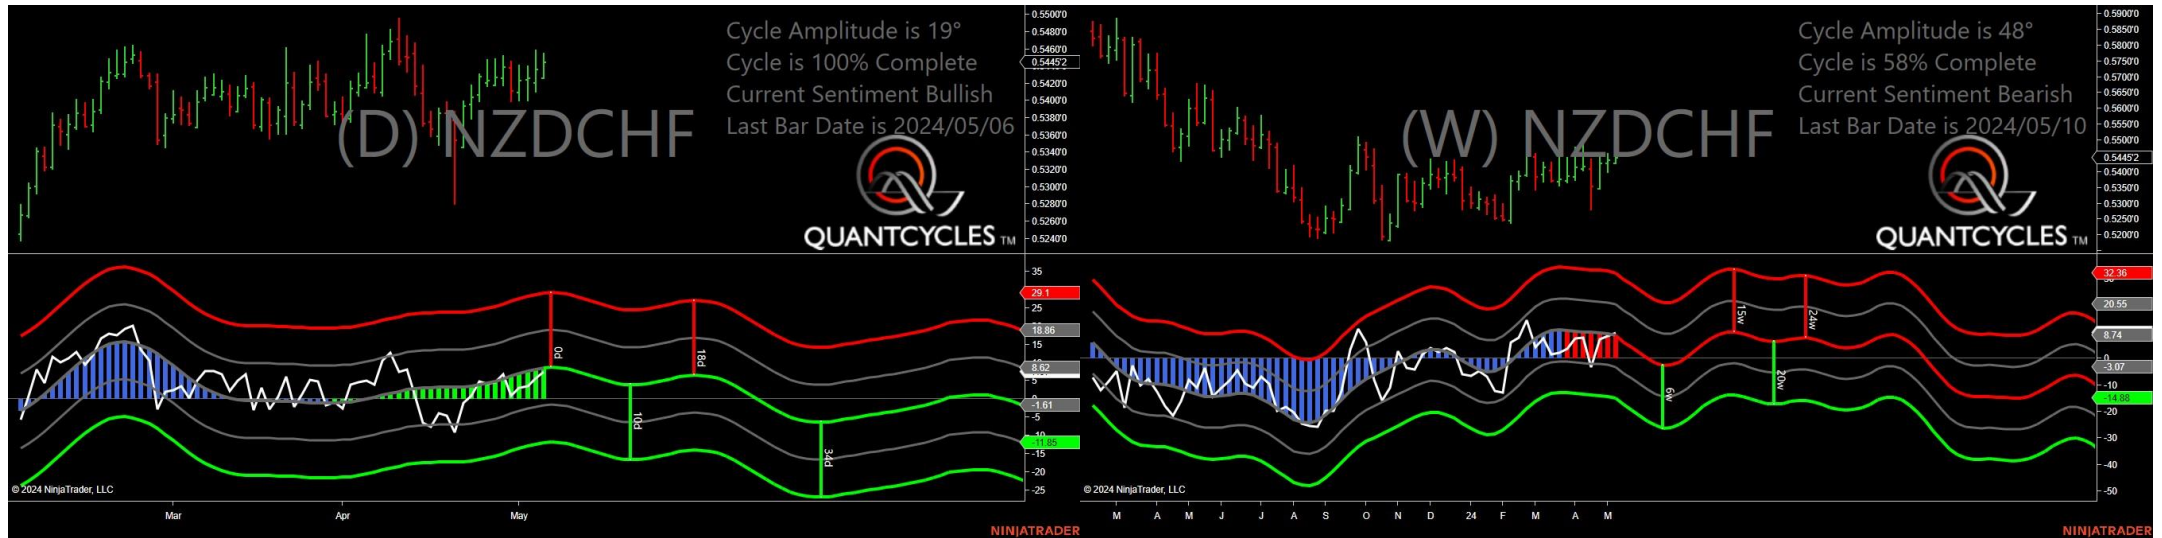 Cycle Amplitude is 19°
Cycle is 100% Complete
Current Sentiment Bullish
Last Bar Date is 2024/05/06
(D) NZDCHF
QUANTCYCLES TM
0.5500'0
0.5480'0
0.5460'0
0.5445'2
0.5420'0
0.5400'0
0.5380'0
0.5360'0
0.5340'0
0.5320'0
0.5300'0
0.5280'0
0.5260'0
0.5240'0
35
29.1
25
18.86
15
8.62
5
-1.61
-5
-11.85
-15
-20
-25
0d
10d
18d
34d
© 2024 NinjaTrader, LLC
Mar
Apr
May
NINJATRADER
Cycle Amplitude is 48°
Cycle is 58% Complete
Current Sentiment Bearish
Last Bar Date is 2024/05/10
(W) NZDCHF
QUANTCYCLES TM
0.5900'0
0.5850'0
0.5800'0
0.5750'0
0.5700'0
0.5650'0
0.5600'0
0.5550'0
0.5500'0
0.5445'2
0.5400'0
0.5350'0
0.5300'0
0.5250'0
0.5200'0
32.36
20.55
8.74
0
-3.07
-10
-14.88
-20
-30
-40
-50
6w
15w
20w
24w
© 2024 NinjaTrader, LLC
M A M J J A S O N D 24 F M A M
NINJATRADER